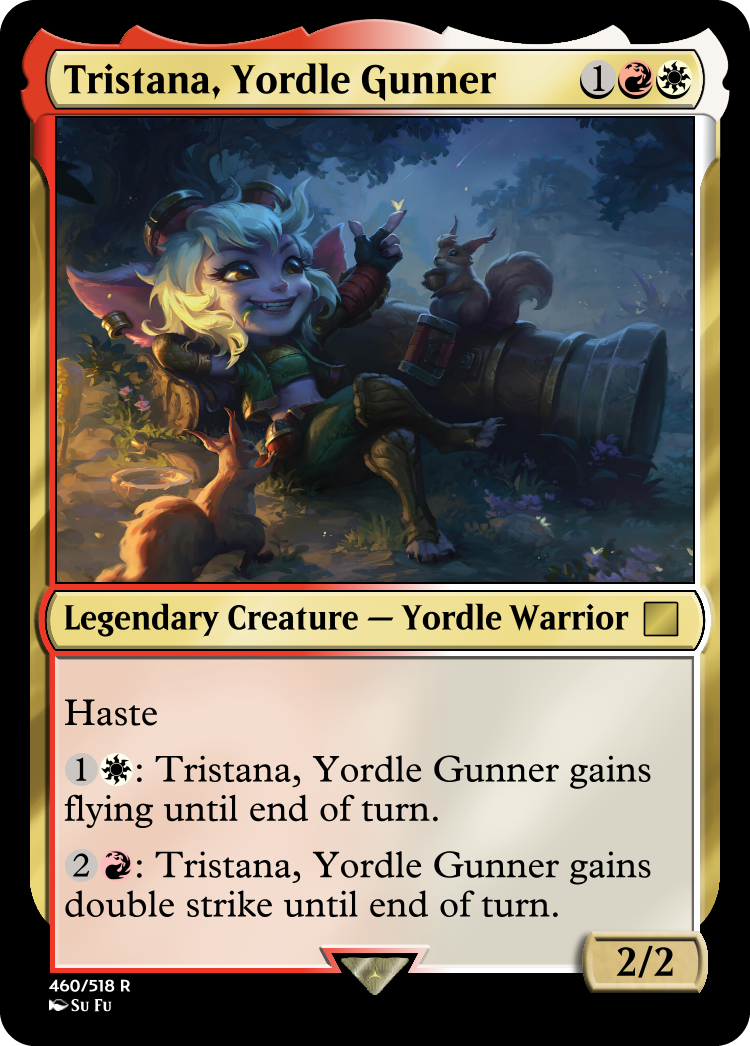 Tristana, Yordle Gunner 1
Legendary Creature — Yordle Warrior
Haste
1 : Tristana, Yordle Gunner gains
flying until end of turn.
2 : Tristana, Yordle Gunner gains
double strike until end of turn.
2/2
460/518 R
Su Fu